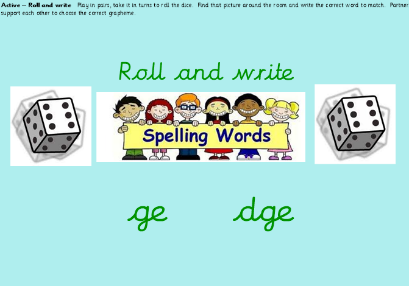 Active – Roll and write   Play in pairs, take it in turns to roll the dice.  Find that picture around the room and write the correct word to match.  Partner
support each other to choose the correct grapheme.
Roll and write
Spelling Words
ge dge